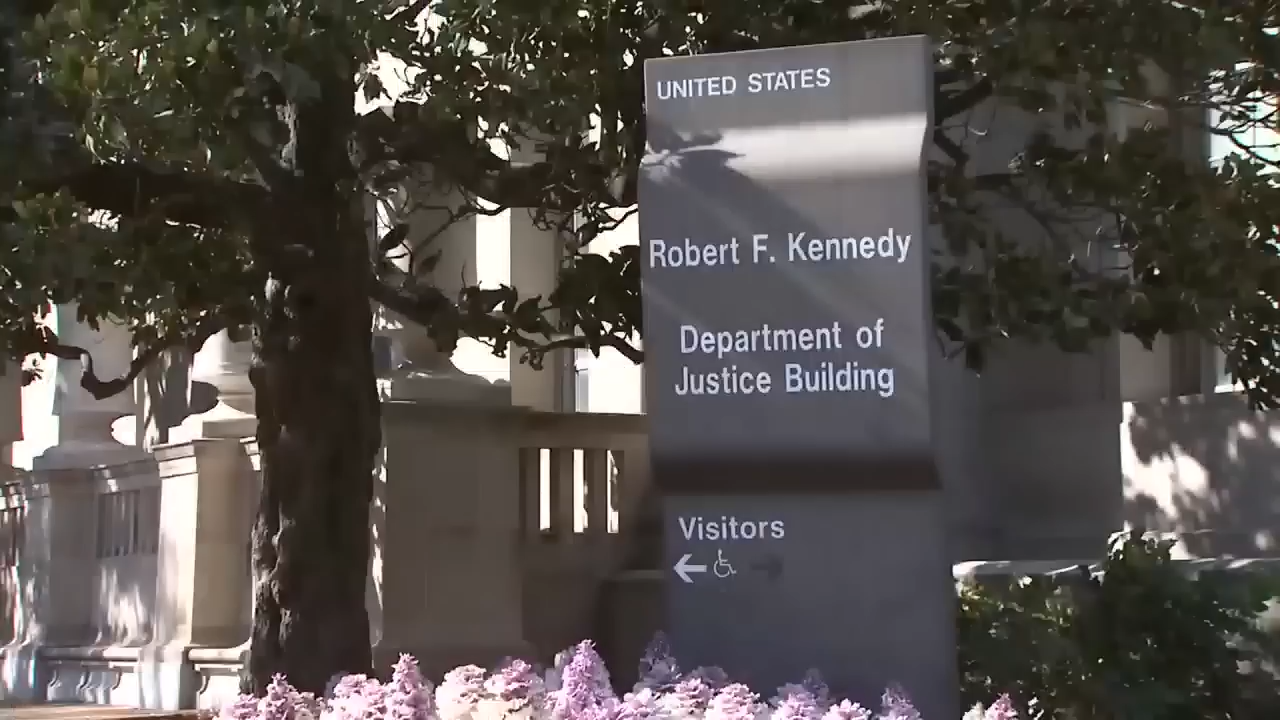 UNITED STATES
Robert F. Kennedy
Department of
Justice Building
Visitors